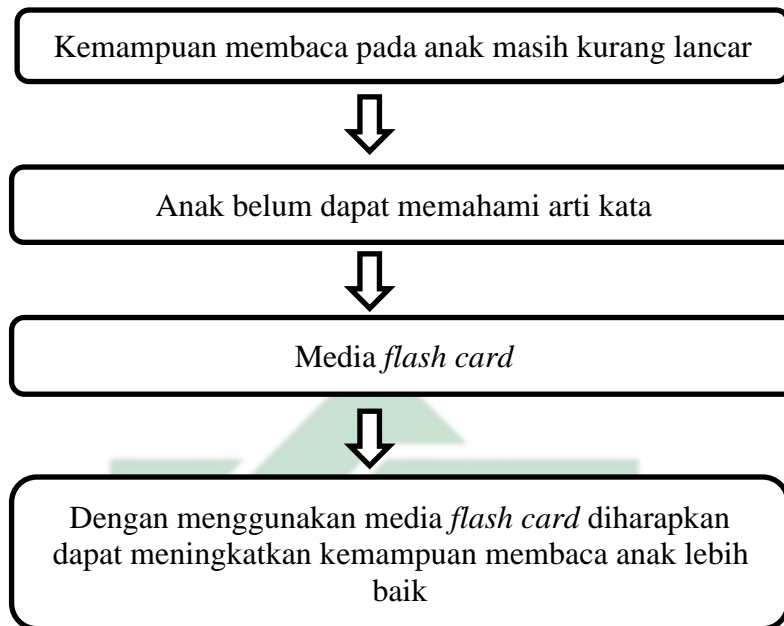 Kemampuan membaca pada anak masih kurang lancar
Anak belum dapat memahami arti kata
Media flash card
Dengan menggunakan media flash card diharapkan
dapat meningkatkan kemampuan membaca anak lebih
baik